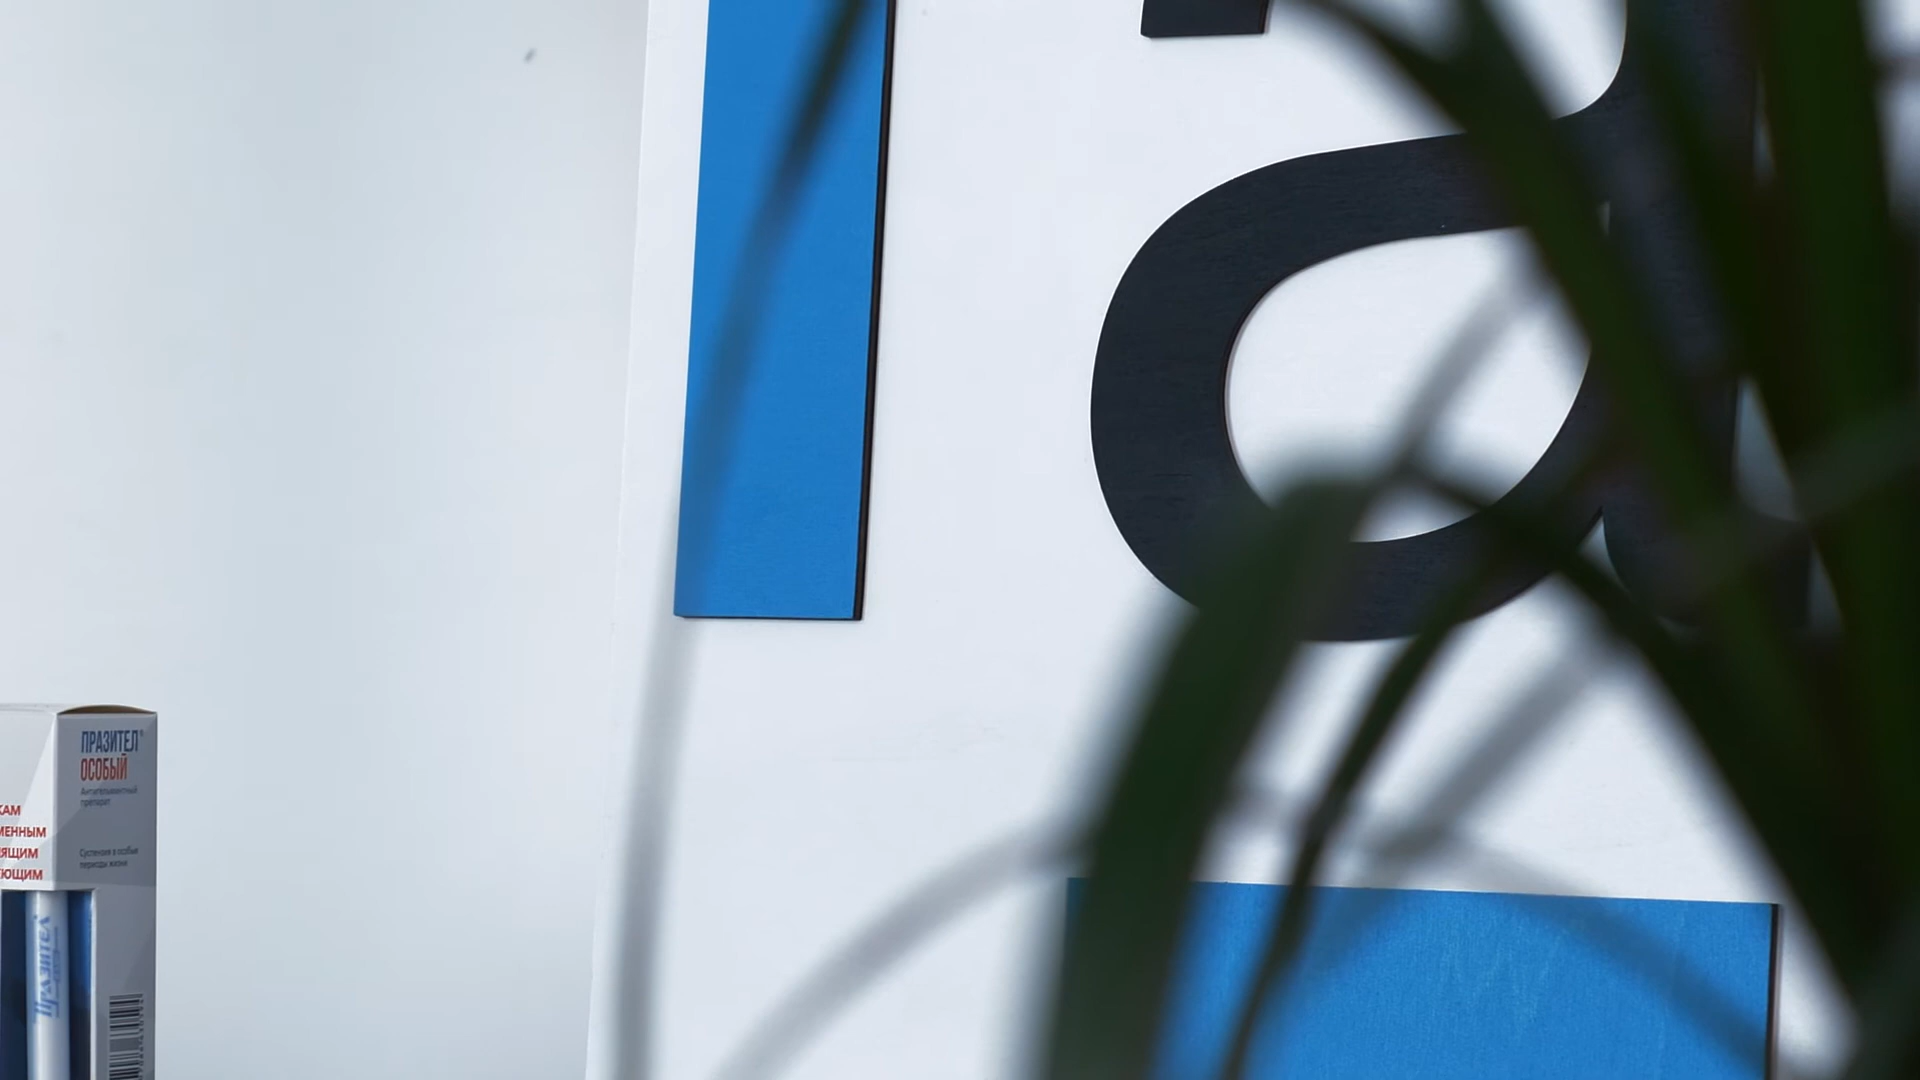 a
ПРАЗИТЕЛ®
ОСОБЫЙ
Антигельминтный
препарат
КАМ
МЕННЫМ
ЯЩИМ
ЮЩИМ
Суспензия в особые
периоды жизни
Празител